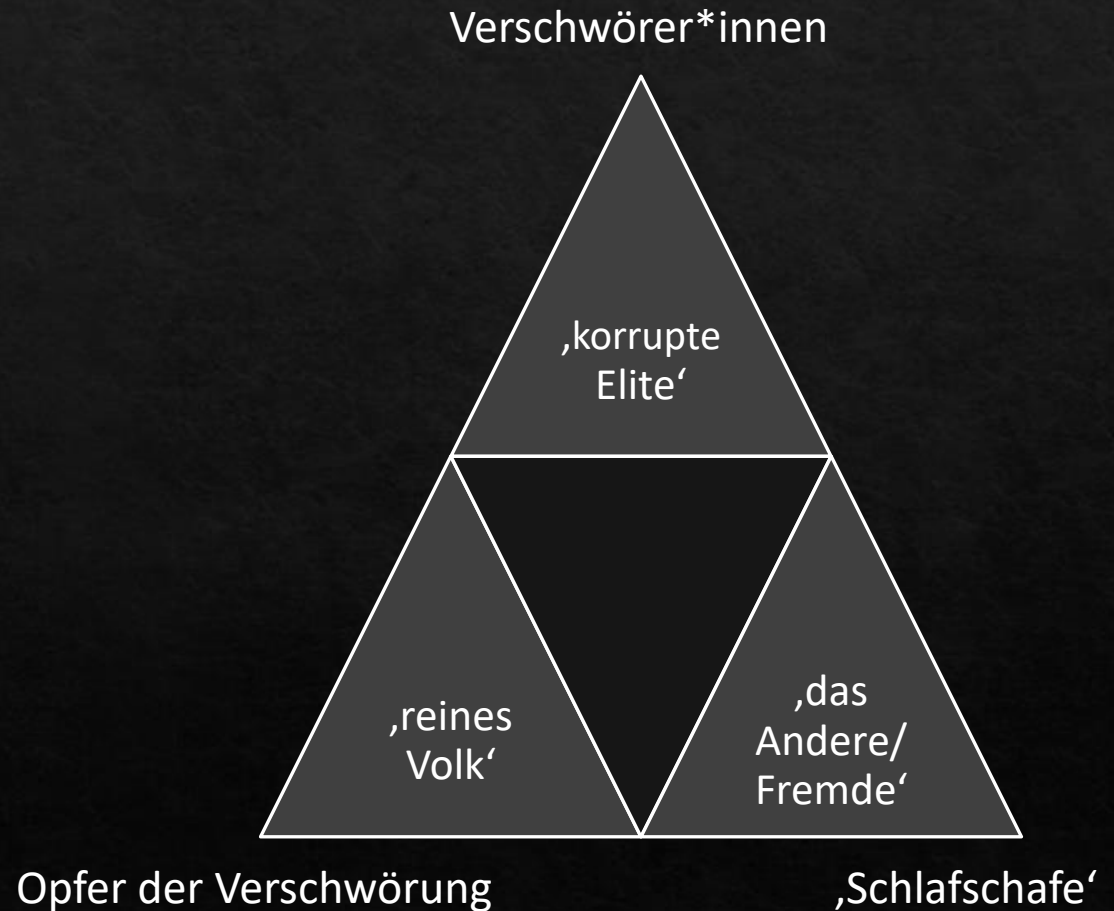 Verschwörer*innen
‚korrupte
Elite‘
‚reines
Volk‘
‚das
Andere/
Fremde‘
Opfer der Verschwörung
‚Schlafschafe‘